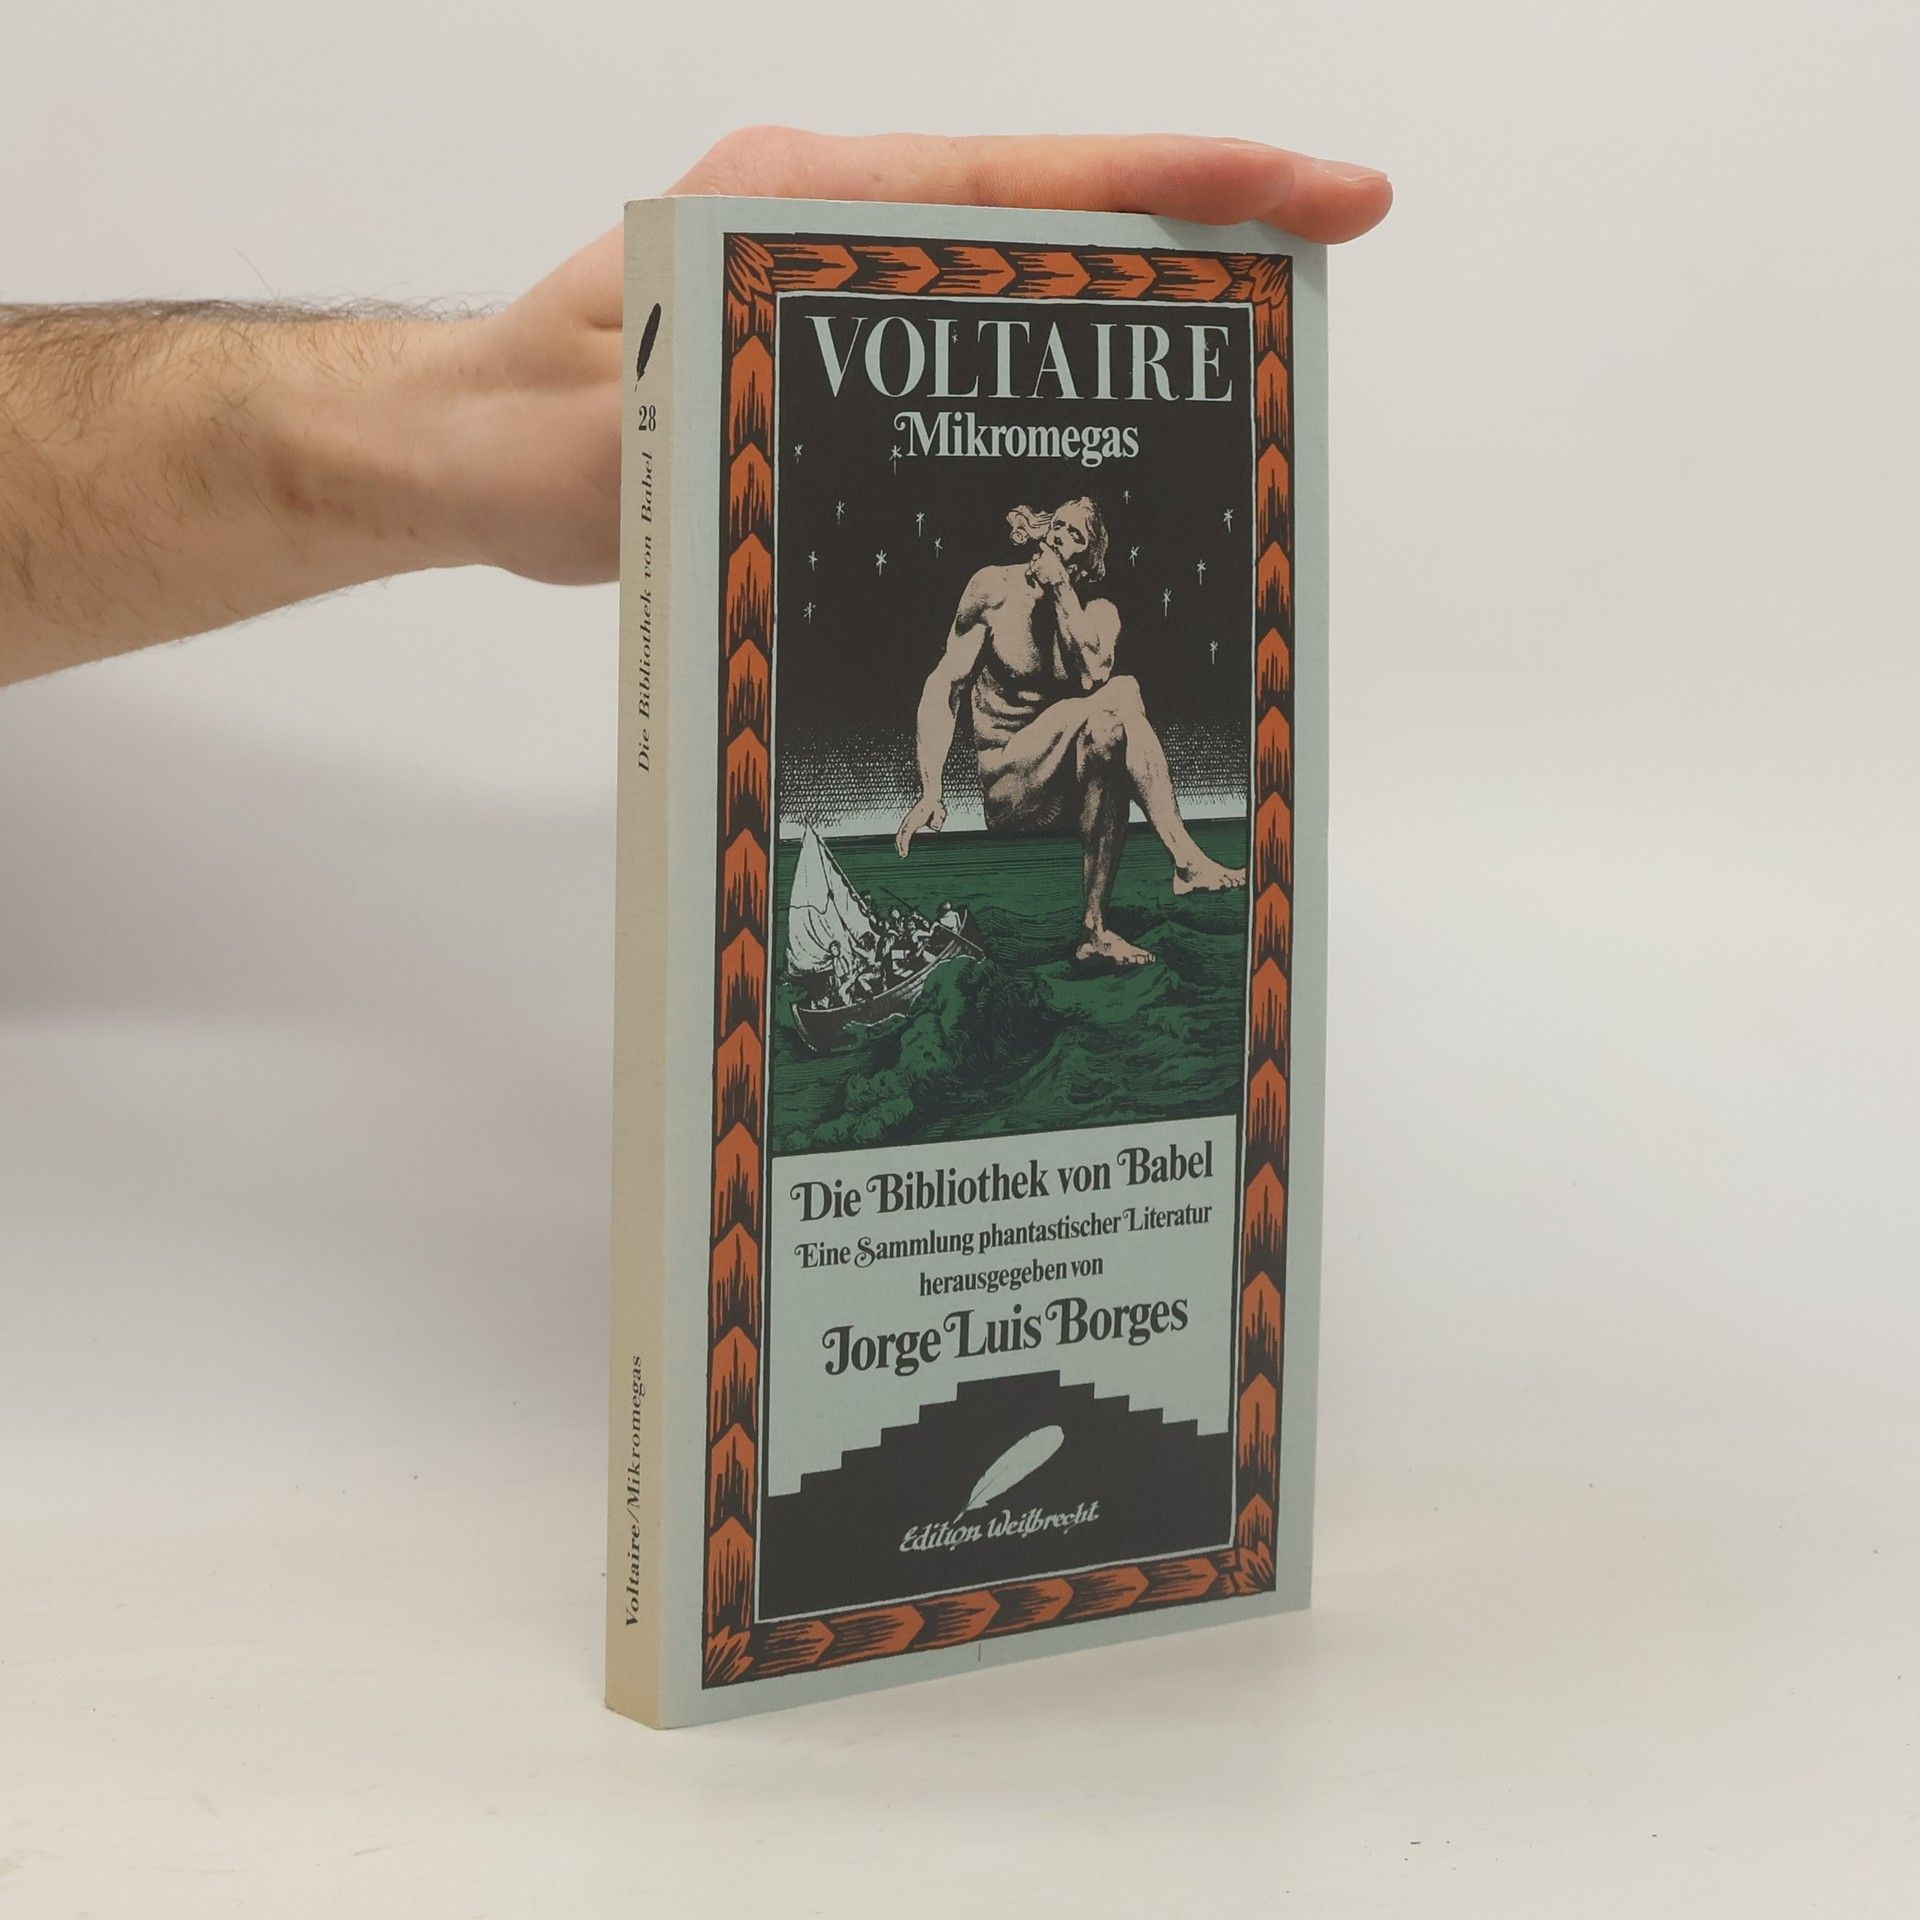 VOLTAIRE
Mikromegas
Die Bibliothek von Babel
Eine Sammlung phantastischer Literatur
herausgegeben von
Jorge Luis Borges
Edition Weitbrecht
28
Die Bibliothek von Babel
Voltaire/Mikromegas